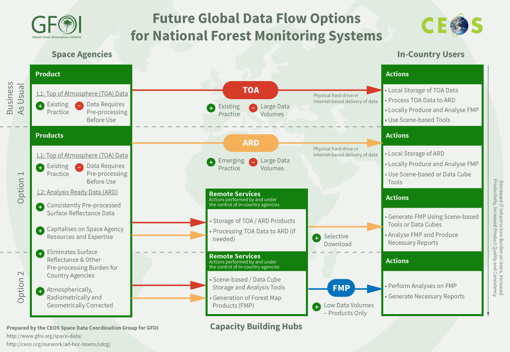 GFOI
Global Forest Observations Initiative
Future Global Data Flow Options
for National Forest Monitoring Systems
CEOS
Space Agencies
In-Country Users
Business
As Usual
Product
L1: Top of Atmosphere (TOA) Data
Existing
Practice
Data Requires
Pre-processing
Before Use
TOA
Existing
Practice
Large Data
Volumes
Physical hard drive or
Internet-based delivery of data
Actions
• Local Storage of TOA Data
• Process TOA Data to ARD
• Locally Produce and Analyse FMP
• Use Scene-based Tools
Option 1
Products
L1: Top of Atmosphere (TOA) Data
Existing
Practice
Data Requires
Pre-processing
Before Use
L2: Analysis Ready Data (ARD)
Consistently Pre-processed
Surface Reflectance Data
Capitalises on Space Agency
Resources and Expertise
Eliminates Surface
Reflectance & Other
Pre-processing Burden for
Country Agencies
Atmospherically,
Radiometrically and
Geometrically Corrected
ARD
Emerging
Practice
Large Data
Volumes
Physical hard drive or
Internet-based delivery of data
Actions
• Local Storage of ARD
• Locally Produce and Analyse FMP
• Use Scene-based or Data Cube
Tools
Remote Services
Actions performed by and under
the control of in-country agencies
• Storage of TOA / ARD Products
• Processing TOA Data to ARD (if
needed)
Selective
Download
Actions
• Generate FMP Using Scene-based
Tools or Data Cubes
• Analyse FMP and Produce
Necessary Reports
Option 2
Remote Services
Actions performed by and under
the control of in-country agencies
• Scene-based / Data Cube
Storage and Analysis Tools
• Generation of Forest Map
Products (FMP)
FMP
Low Data Volumes
– Products Only
Actions
• Perform Analyses on FMP
• Generate Necessary Reports
Decreased IT Infrastructure Burden on Users, Increased
Productivity, Increased Product Quality and Consistency
Capacity Building Hubs
Prepared by the CEOS Space Data Coordination Group for GFOI
http://www.gfoi.org/space-data/
http://ceos.org/ourwork/ad-hoc-teams/sdcg/